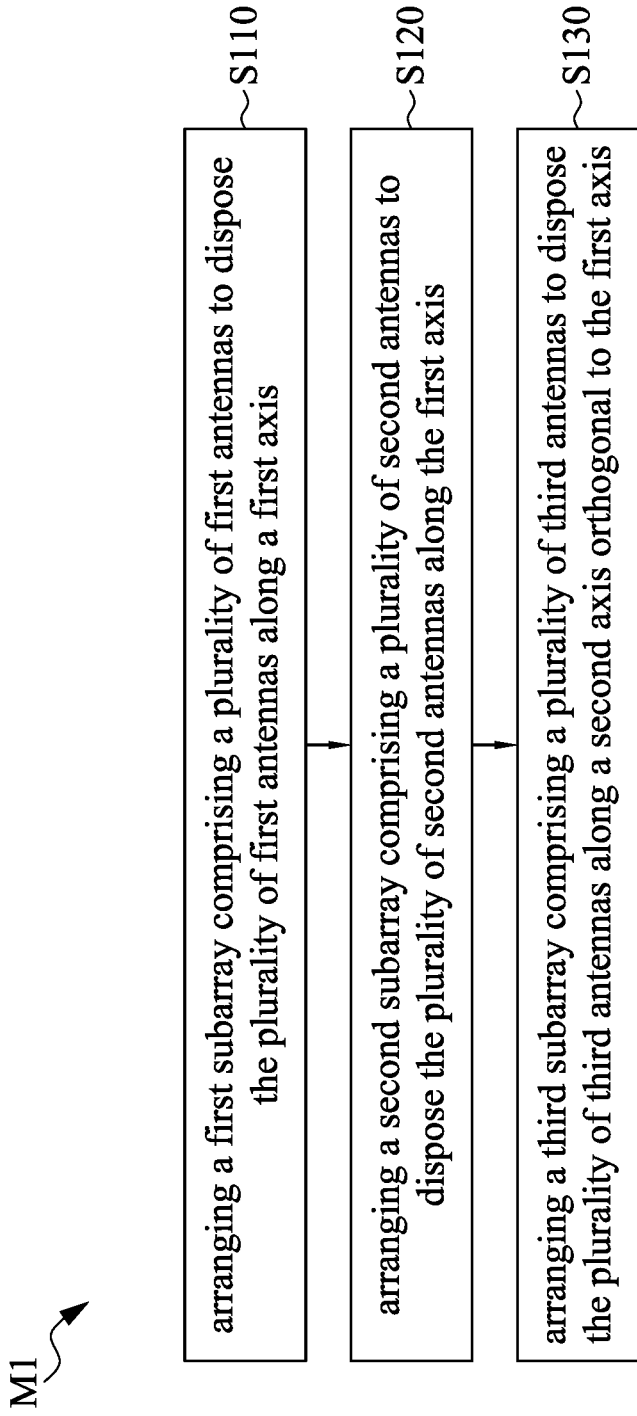 M1
arranging a first subarray comprising a plurality of first antennas to dispose
the plurality of first antennas along a first axis
S110
arranging a second subarray comprising a plurality of second antennas to
dispose the plurality of second antennas along the first axis
S120
arranging a third subarray comprising a plurality of third antennas to dispose
the plurality of third antennas along a second axis orthogonal to the first axis
S130